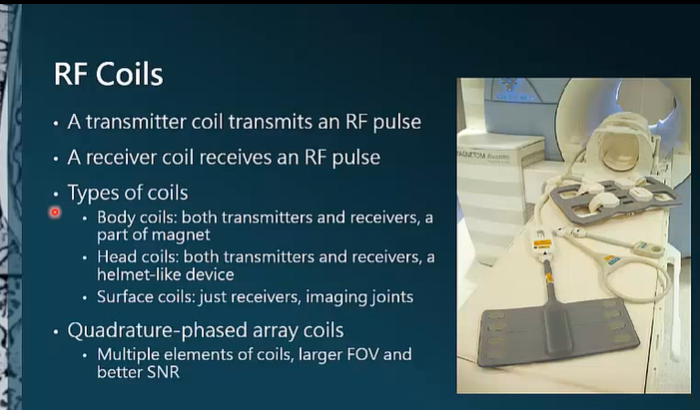 RF Coils
• A transmitter coil transmits an RF pulse
• A receiver coil receives an RF pulse
• Types of coils
• Body coils: both transmitters and receivers, a
part of magnet
• Head coils: both transmitters and receivers, a
helmet-like device
• Surface coils: just receivers, imaging joints
• Quadrature-phased array coils
• Multiple elements of coils, larger FOV and
better SNR
MAGNETOM